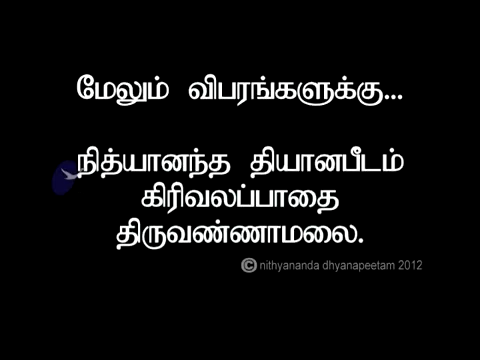 மேலும் விபரங்களுக்கு...
நித்யானந்த தியானபீடம்
கிரிவலப்பாதை
திருவண்ணாமலை.
© nithyananda dhyanapeetam 2012